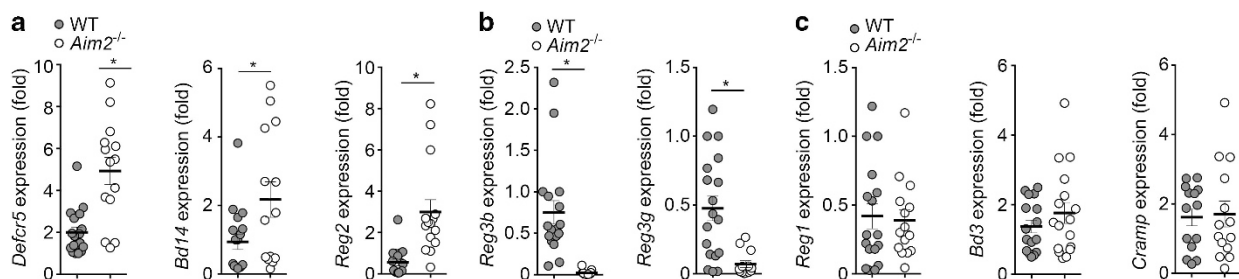 a
WT
Aim2-/-
Defcr5 expression (fold)
10
8
6
4
2
0
*
Bd14 expression (fold)
6
4
2
0
*
Reg2 expression (fold)
10
8
6
4
2
0
*
b
WT
Aim2-/-
Reg3b expression (fold)
2.5
2.0
1.5
1.0
0.5
0
*
Reg3g expression (fold)
1.5
1.0
0.5
0
*
c
WT
Aim2-/-
Reg1 expression (fold)
1.5
1.0
0.5
0
Bd3 expression (fold)
6
4
2
0
Cramp expression (fold)
6
4
2
0